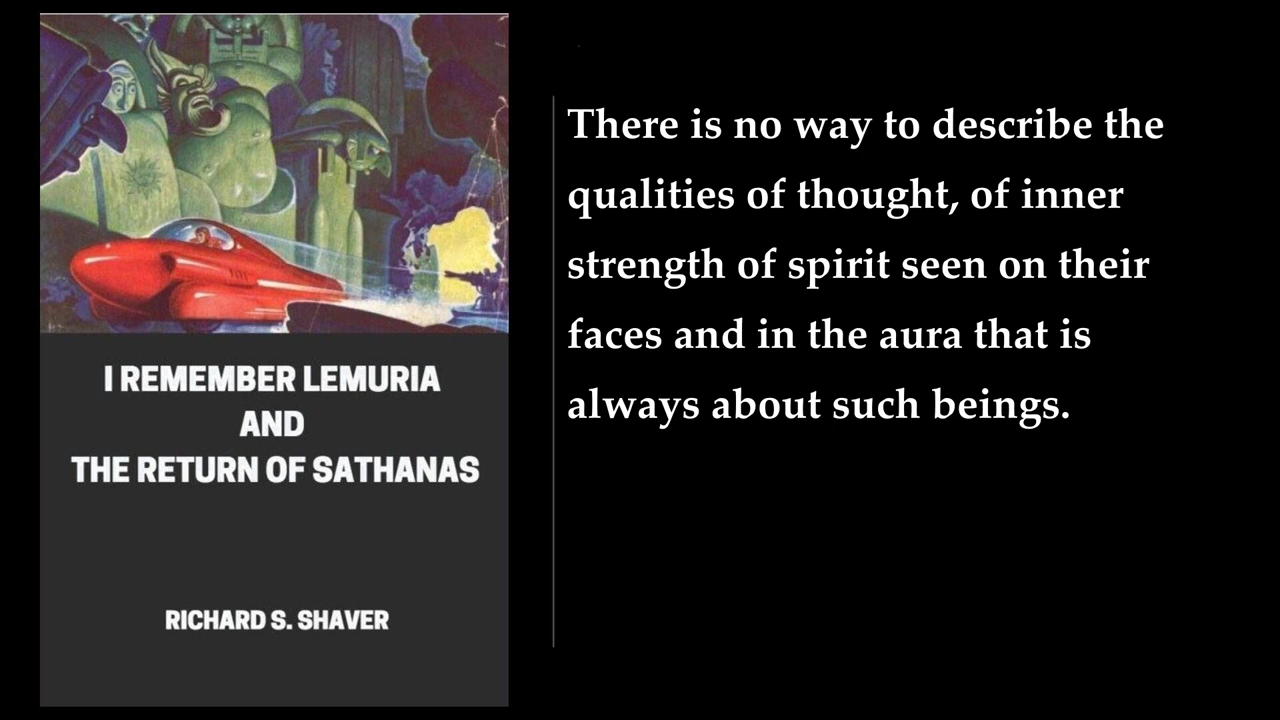 I REMEMBER LEMURIA
AND
THE RETURN OF SATHANAS
RICHARD S. SHAVER
There is no way to describe the
qualities of thought, of inner
strength of spirit seen on their
faces and in the aura that is
always about such beings.